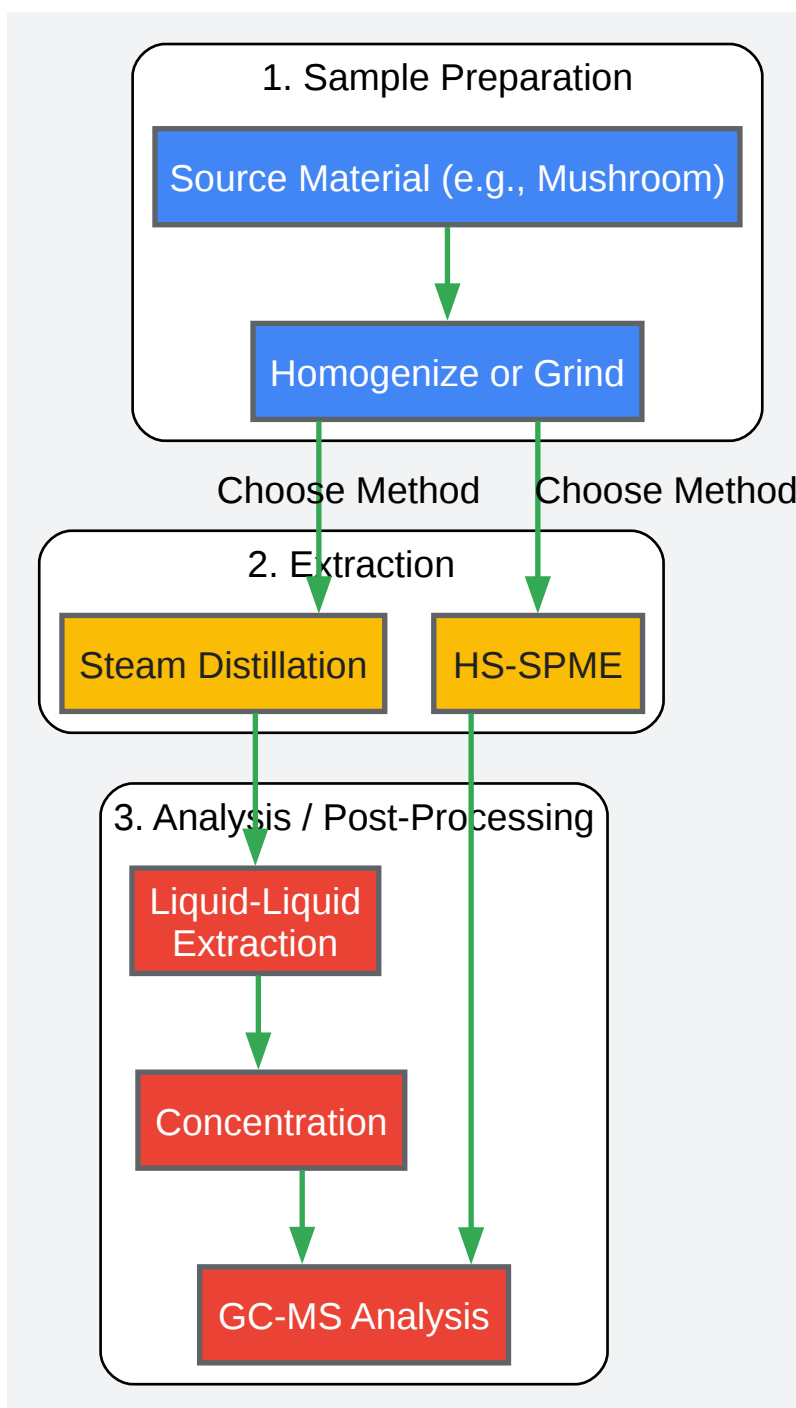 1. Sample Preparation
Source Material (e.g., Mushroom)
Homogenize or Grind
Choose Method
Choose Method
2. Extraction
Steam Distillation
HS-SPME
3. Analysis / Post-Processing
Liquid-Liquid
Extraction
Concentration
GC-MS Analysis